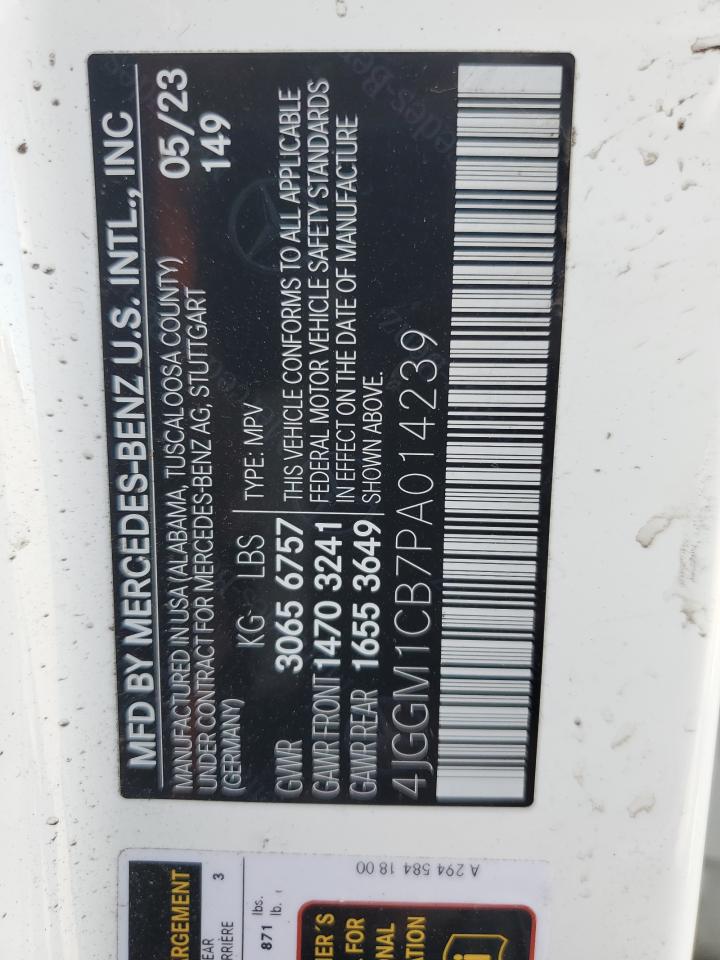 MFD BY MERCEDES-BENZ U.S. INTL., INC
MANUFACTURED IN USA (ALABAMA, TUSCALOOSA COUNTY) 05/23
UNDER CONTRACT FOR MERCEDES-BENZ AG, STUTTGART 149
(GERMANY)
KG LBS TYPE: MPV
GVWR 3065 6757 THIS VEHICLE CONFORMS TO ALL APPLICABLE
GAWR FRONT 1470 3241 FEDERAL MOTOR VEHICLE SAFETY STANDARDS
GAWR REAR 1655 3649 IN EFFECT ON THE DATE OF MANUFACTURE
SHOWN ABOVE.
4JGGM1CB7PA014239
A 294 584 18 00
3
lbs.
871 lb.
FOR